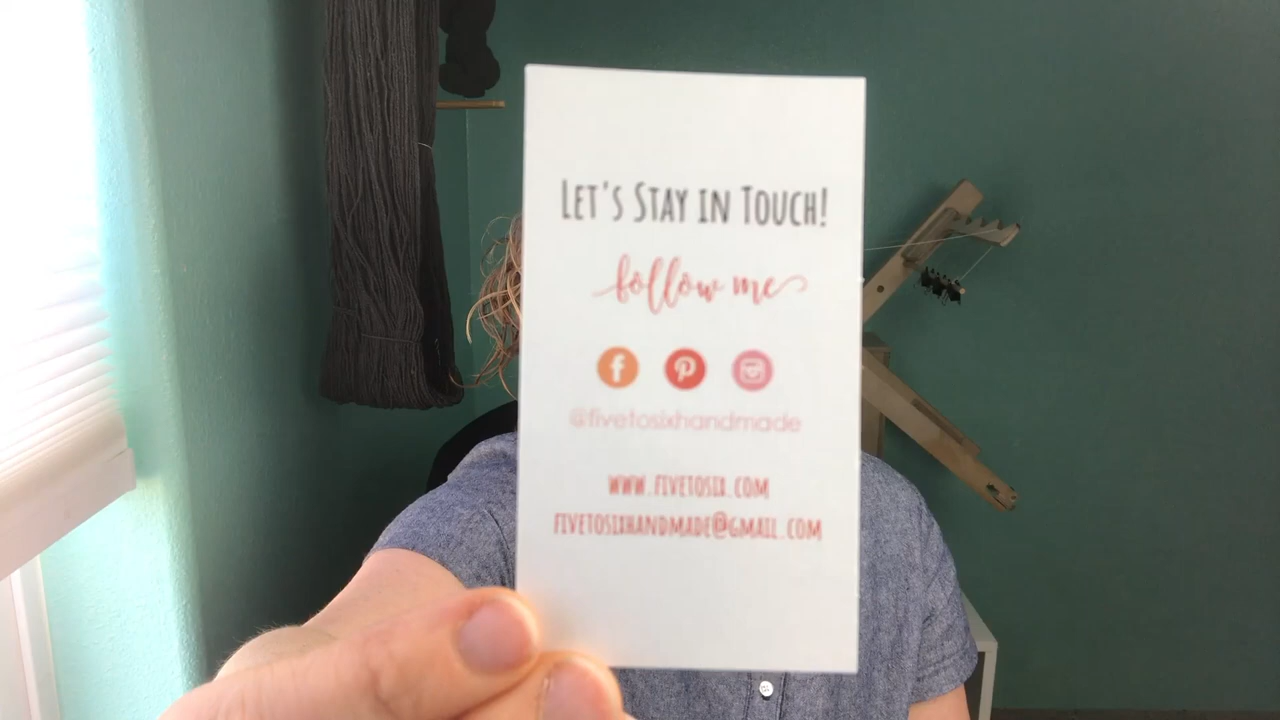 Let's Stay in Touch!
follow me
@fivetosixhandmade
www.fivetosix.com
fivetosixhandmade@gmail.com